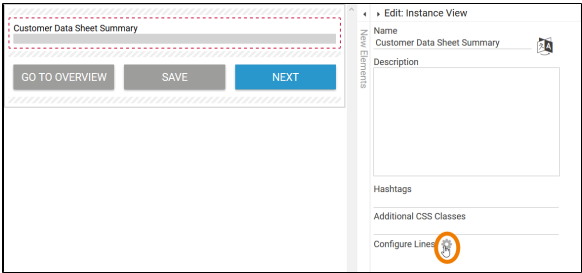 Customer Data Sheet Summary
GO TO OVERVIEW
SAVE
NEXT
New Elements
Edit: Instance View
Name
Customer Data Sheet Summary
Description
Hashtags
Additional CSS Classes
Configure Lines